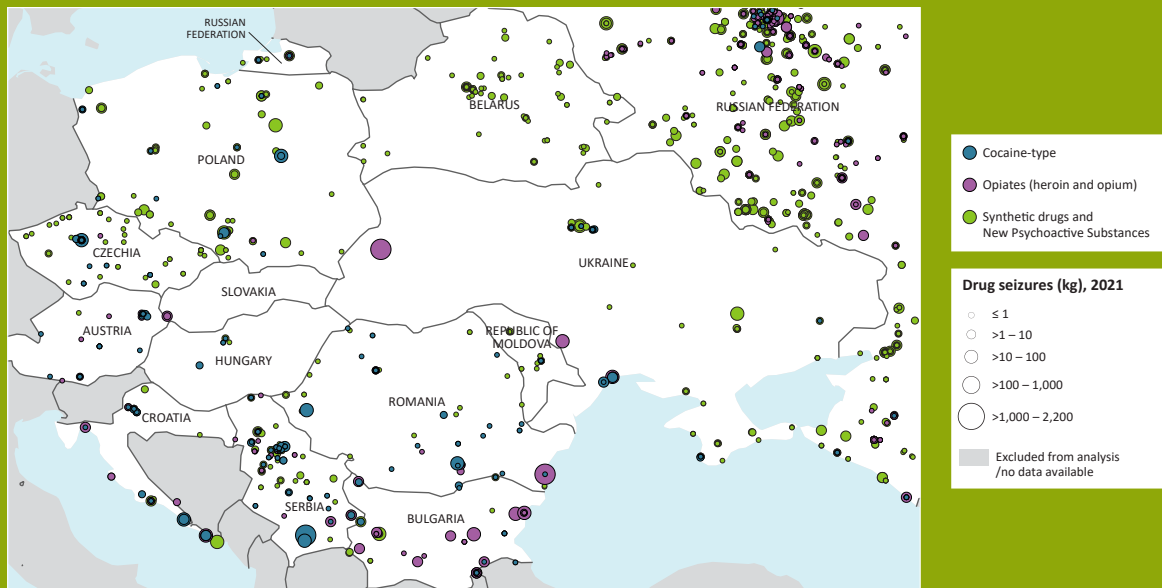 RUSSIAN
FEDERATION
BELARUS
RUSSIAN FEDERATION
POLAND
CZECHIA
UKRAINE
SLOVAKIA
AUSTRIA
REPUBLIC OF
MOLDOVA
HUNGARY
ROMANIA
CROATIA
SERBIA
BULGARIA
Cocaine-type
Opiates (heroin and opium)
Synthetic drugs and
New Psychoactive Substances
Drug seizures (kg), 2021
≤ 1
>1 – 10
>10 – 100
>100 – 1,000
>1,000 – 2,200
Excluded from analysis
/no data available